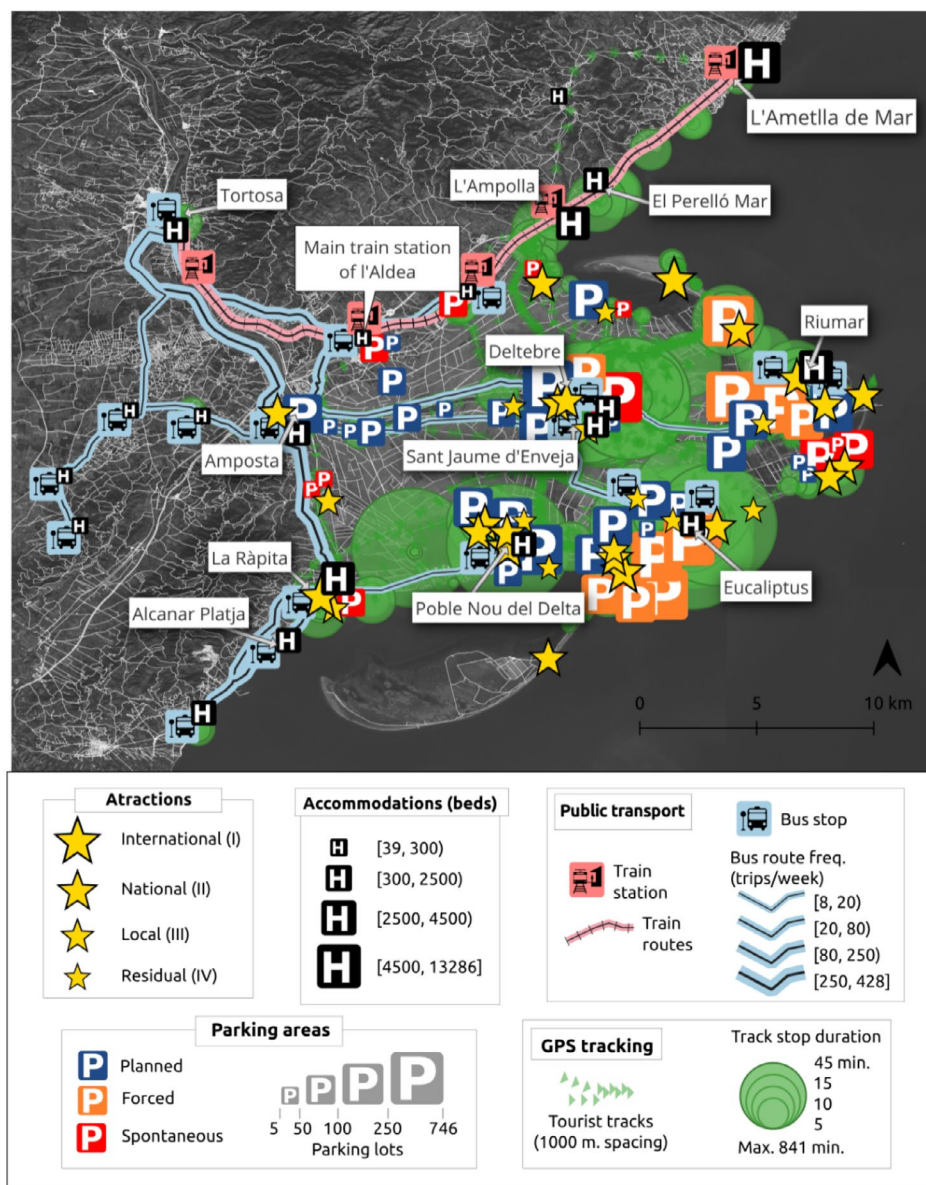 L'Ametlla de Mar
L'Ampolla
El Perelló Mar
Tortosa
Main train station
of l'Aldea
Riumar
Deltebre
Amposta
Sant Jaume d'Enveja
La Ràpita
Eucaliptus
Poble Nou del Delta
Alcanar Platja
0 5 10 km
Atractions
International (I)
National (II)
Local (III)
Residual (IV)
Accommodations (beds)
H [39, 300)
H [300, 2500)
H [2500, 4500)
H [4500, 13286]
Public transport
Train
station
Train
routes
Bus stop
Bus route freq.
(trips/week)
[8, 20)
[20, 80)
[80, 250)
[250, 428]
Parking areas
P Planned
P Forced
P Spontaneous
P P P P
5 50 100 250 746
Parking lots
GPS tracking
Tourist tracks
(1000 m. spacing)
Track stop duration
45 min.
15
10
5
Max. 841 min.